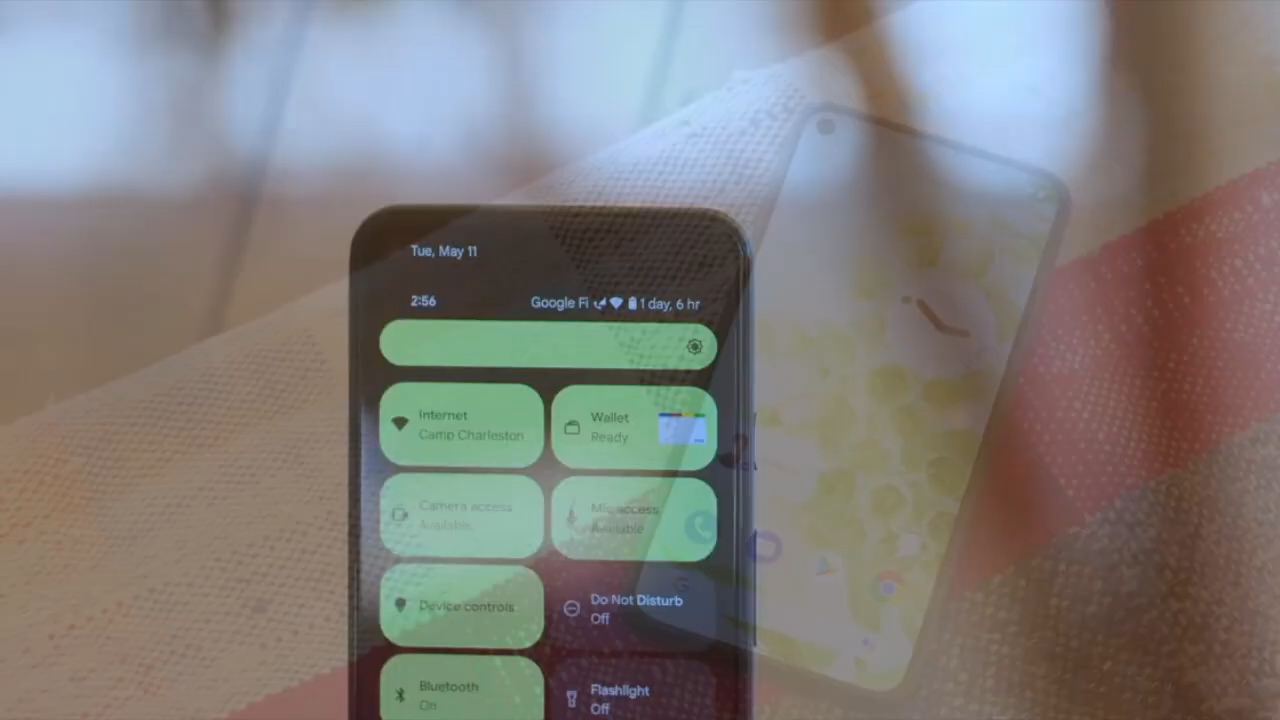 Tue, May 11
2:56
Google Fi
1 day, 6 hr
Internet
Camp Charleston
Wallet
Ready
Camera access
Available
Mic access
Available
Device controls
Do Not Disturb
Off
Bluetooth
On
Flashlight
Off